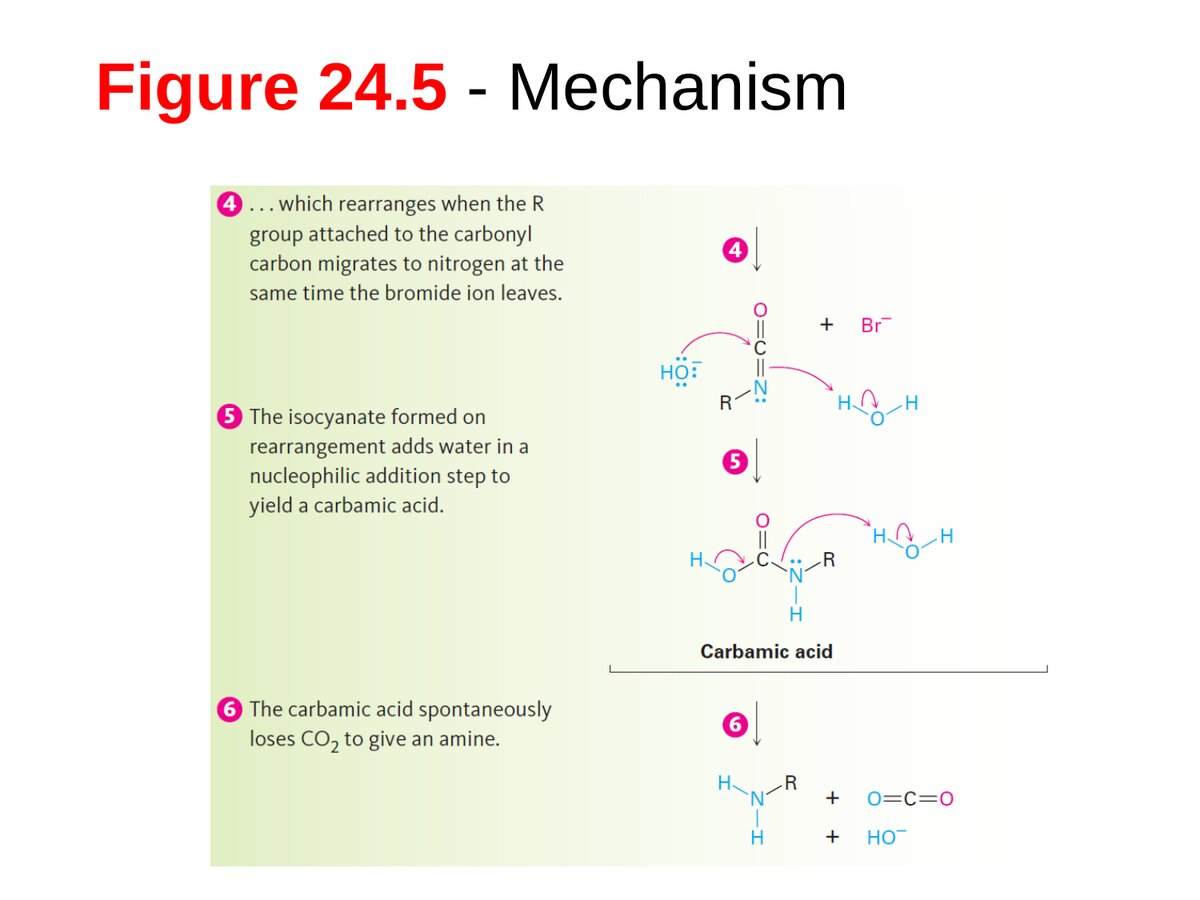 Figure 24.5 - Mechanism
4 . . . which rearranges when the R
group attached to the carbonyl
carbon migrates to nitrogen at the
same time the bromide ion leaves.
4
O
C
+ Br⁻
HO:⁻
N
R
H O H
5 The isocyanate formed on
rearrangement adds water in a
nucleophilic addition step to
yield a carbamic acid.
5
O
H O C N R
H
H O H
Carbamic acid
6 The carbamic acid spontaneously
loses CO₂ to give an amine.
6
H N R + O=C=O
H + HO⁻